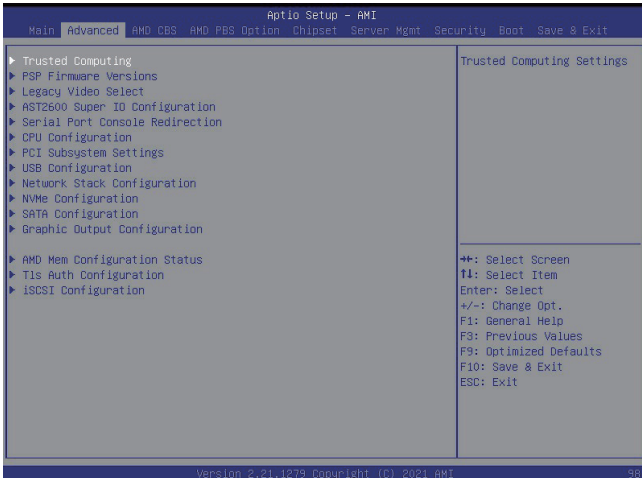 Aptio Setup – AMI
Main Advanced AMD CBS AMD PBS Option Chipset Server Mgmt Security Boot Save & Exit
Trusted Computing
PSP Firmware Versions
Legacy Video Select
AST2600 Super IO Configuration
Serial Port Console Redirection
CPU Configuration
PCI Subsystem Settings
USB Configuration
Network Stack Configuration
NVMe Configuration
SATA Configuration
Graphic Output Configuration
AMD Mem Configuration Status
Tls Auth Configuration
iSCSI Configuration
Trusted Computing Settings
→←: Select Screen
↑↓: Select Item
Enter: Select
+/-: Change Opt.
F1: General Help
F3: Previous Values
F9: Optimized Defaults
F10: Save & Exit
ESC: Exit
Version 2.21.1279 Copyright (C) 2021 AMI
98